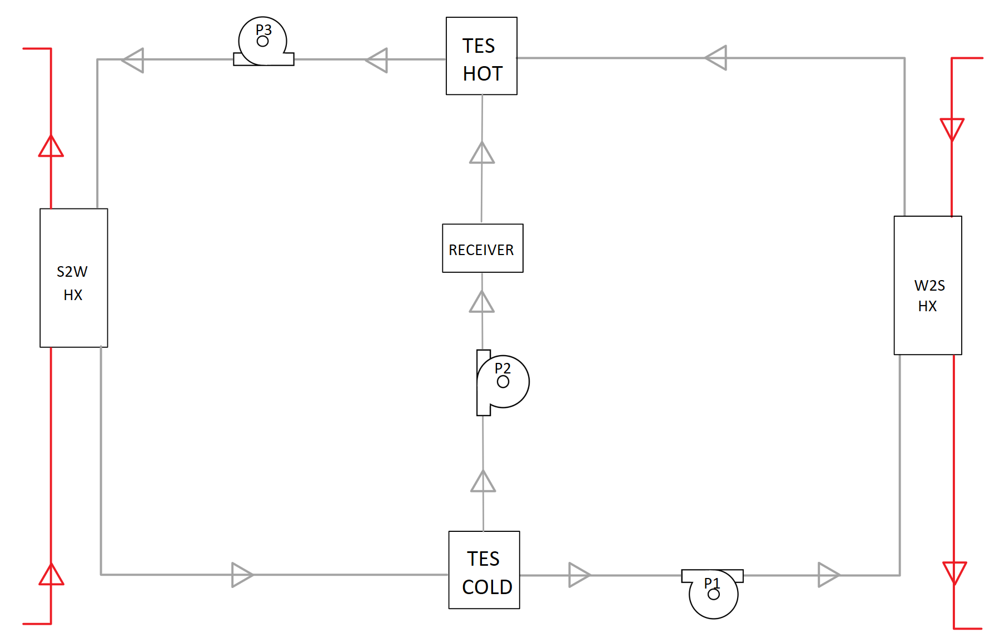 P3
TES
HOT
RECEIVER
S2W
HX
W2S
HX
P2
TES
COLD
P1